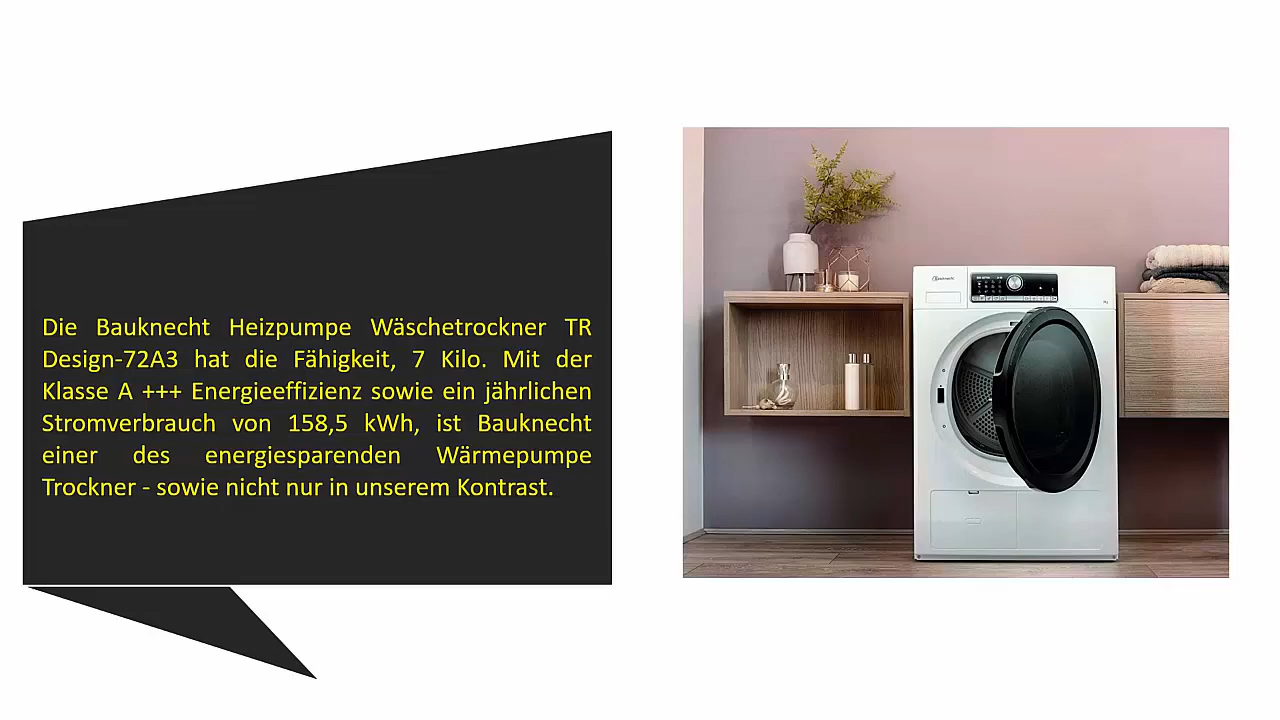 Die Bauknecht Heizpumpe Wäschetrockner TR
Design-72A3 hat die Fähigkeit, 7 Kilo. Mit der
Klasse A +++ Energieeffizienz sowie ein jährlichen
Stromverbrauch von 158,5 kWh, ist Bauknecht
einer des energiesparenden Wärmepumpe
Trockner - sowie nicht nur in unserem Kontrast.
Bauknecht